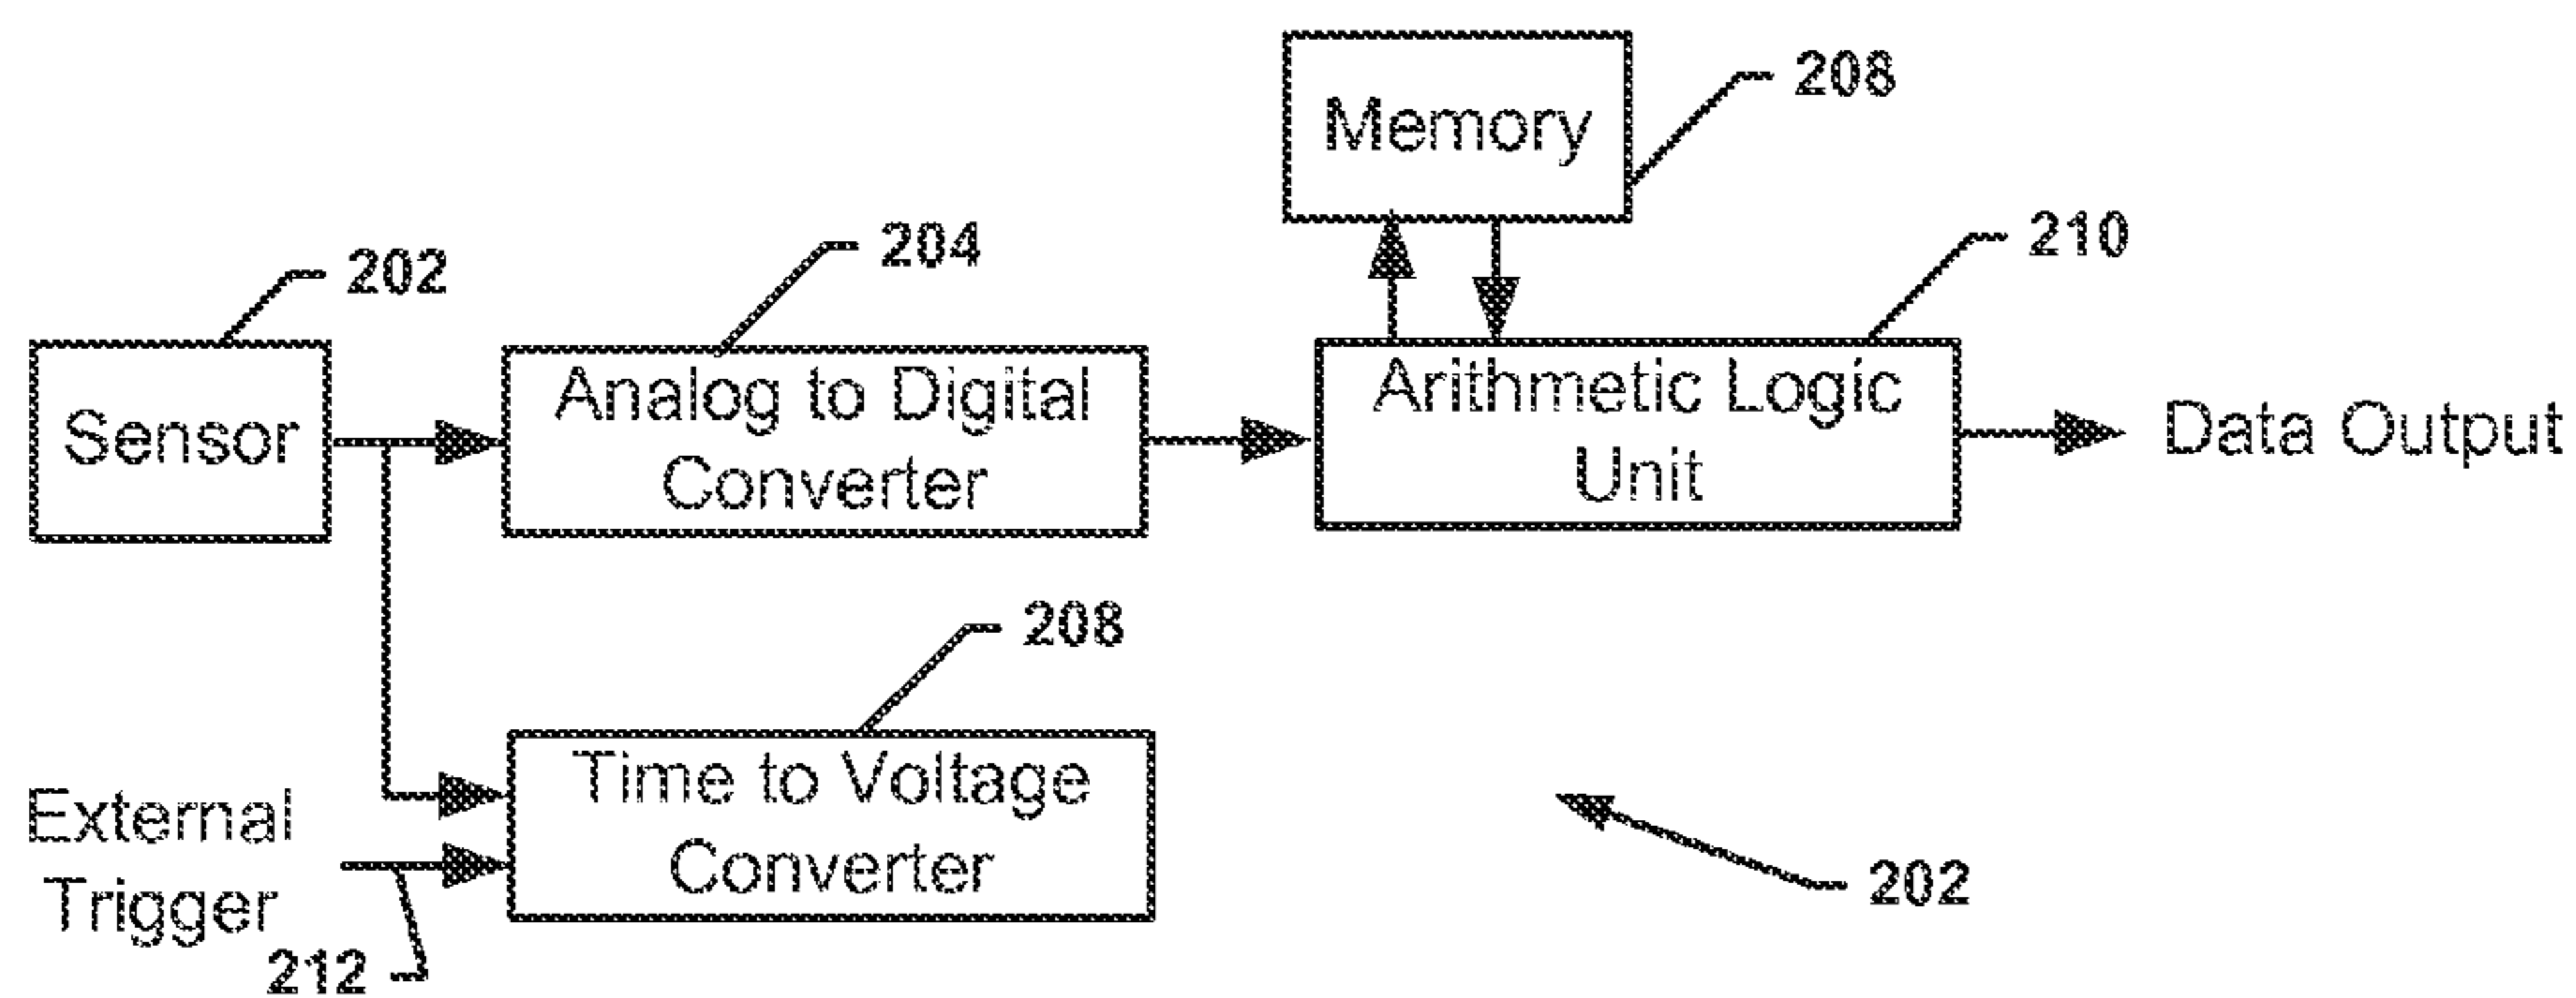 Memory
208
204
210
202
Sensor
Analog to Digital
Converter
Arithmetic Logic
Unit
Data Output
208
Time to Voltage
Converter
External
Trigger
212
202